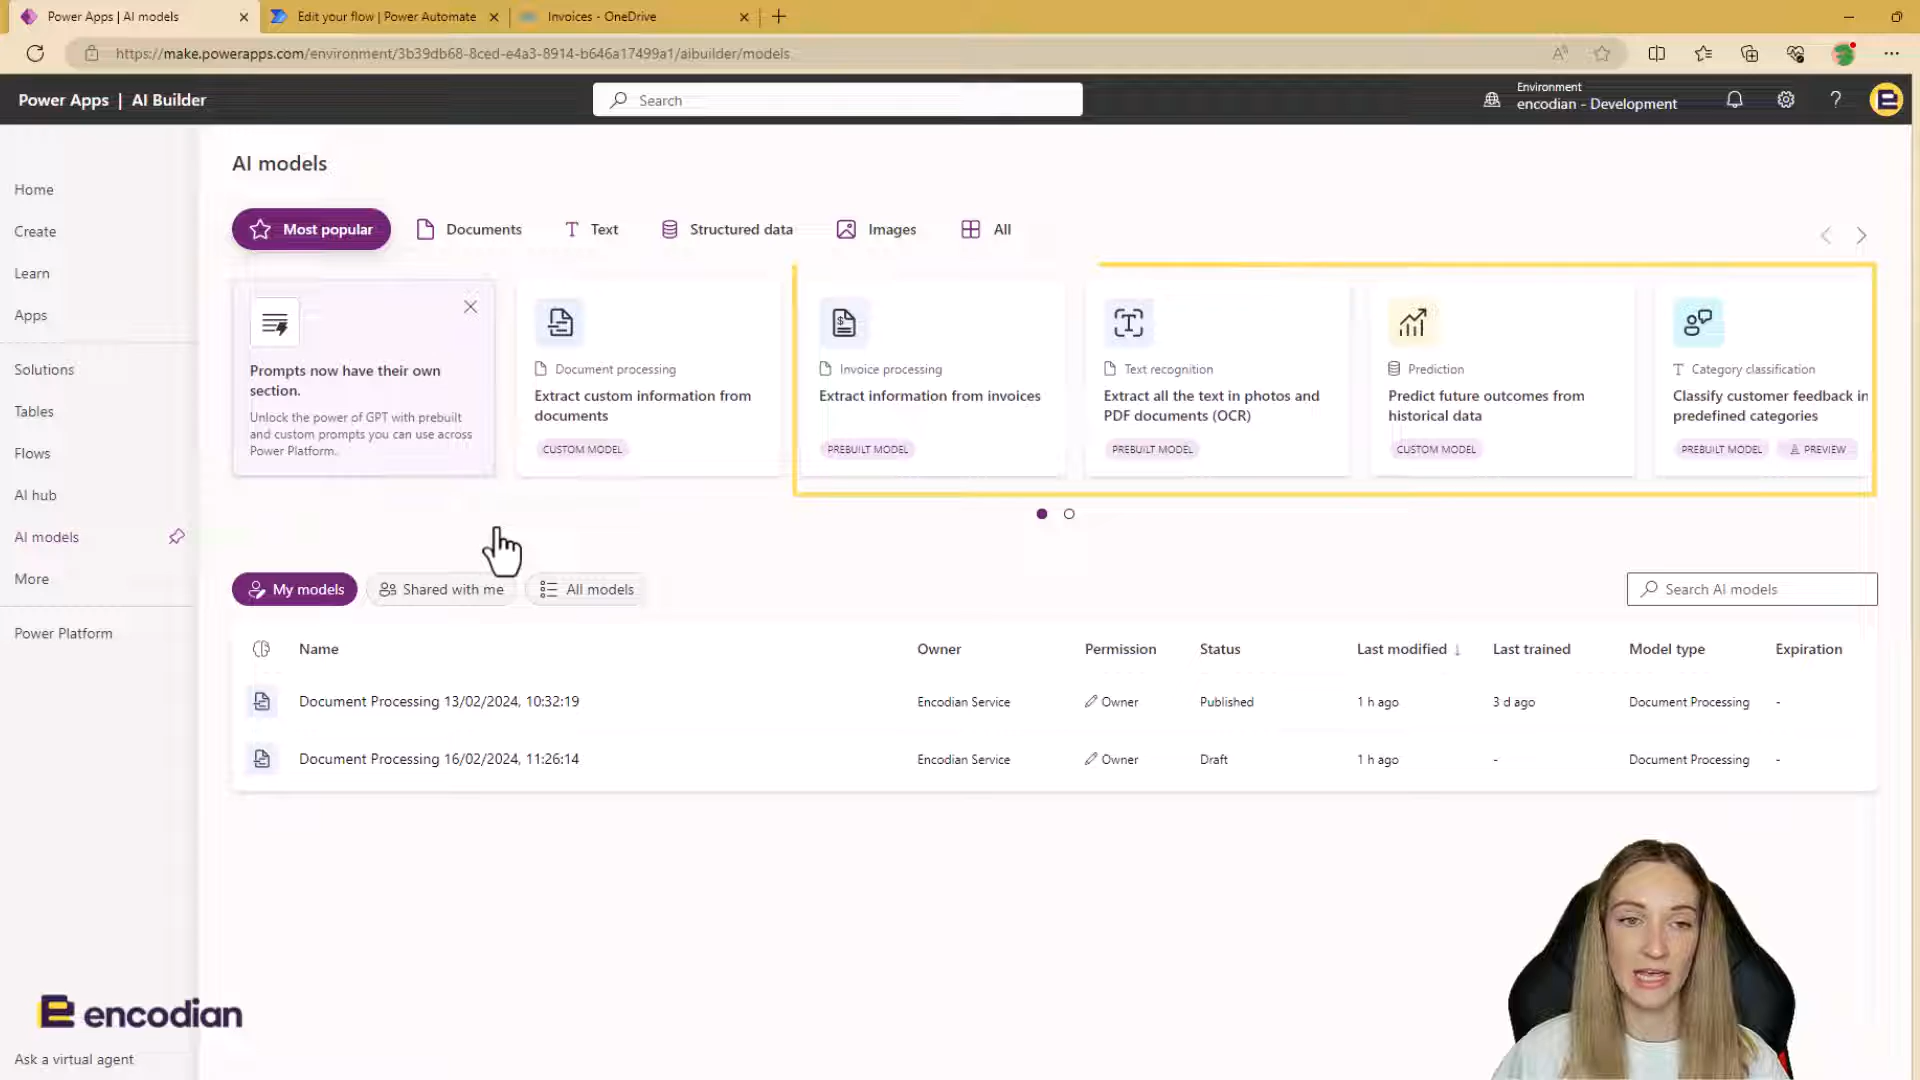 Power Apps | AI models
Edit your flow | Power Automate
Invoices - OneDrive
https://make.powerapps.com/environment/3b39db68-8ced-e4a3-8914-b646a17499a1/aibuilder/models
Power Apps | AI Builder
Search
Environment
encodian - Development
?
Home
Create
Learn
Apps
Solutions
Tables
Flows
AI hub
AI models
More
Power Platform
Ask a virtual agent
AI models
Most popular
Documents
Text
Structured data
Images
All
Prompts now have their own
section.
Unlock the power of GPT with prebuilt
and custom prompts you can use across
Power Platform.
Document processing
Extract custom information from
documents
CUSTOM MODEL
Invoice processing
Extract information from invoices
PREBUILT MODEL
Text recognition
Extract all the text in photos and
PDF documents (OCR)
PREBUILT MODEL
Prediction
Predict future outcomes from
historical data
CUSTOM MODEL
Category classification
Classify customer feedback in
predefined categories
PREBUILT MODEL PREVIEW
My models
Shared with me
All models
Search AI models
Name Owner Permission Status Last modified ↓ Last trained Model type Expiration
Document Processing 13/02/2024, 10:32:19 Encodian Service Owner Published 1 h ago 3 d ago Document Processing -
Document Processing 16/02/2024, 11:26:14 Encodian Service Owner Draft 1 h ago - Document Processing -
encodian